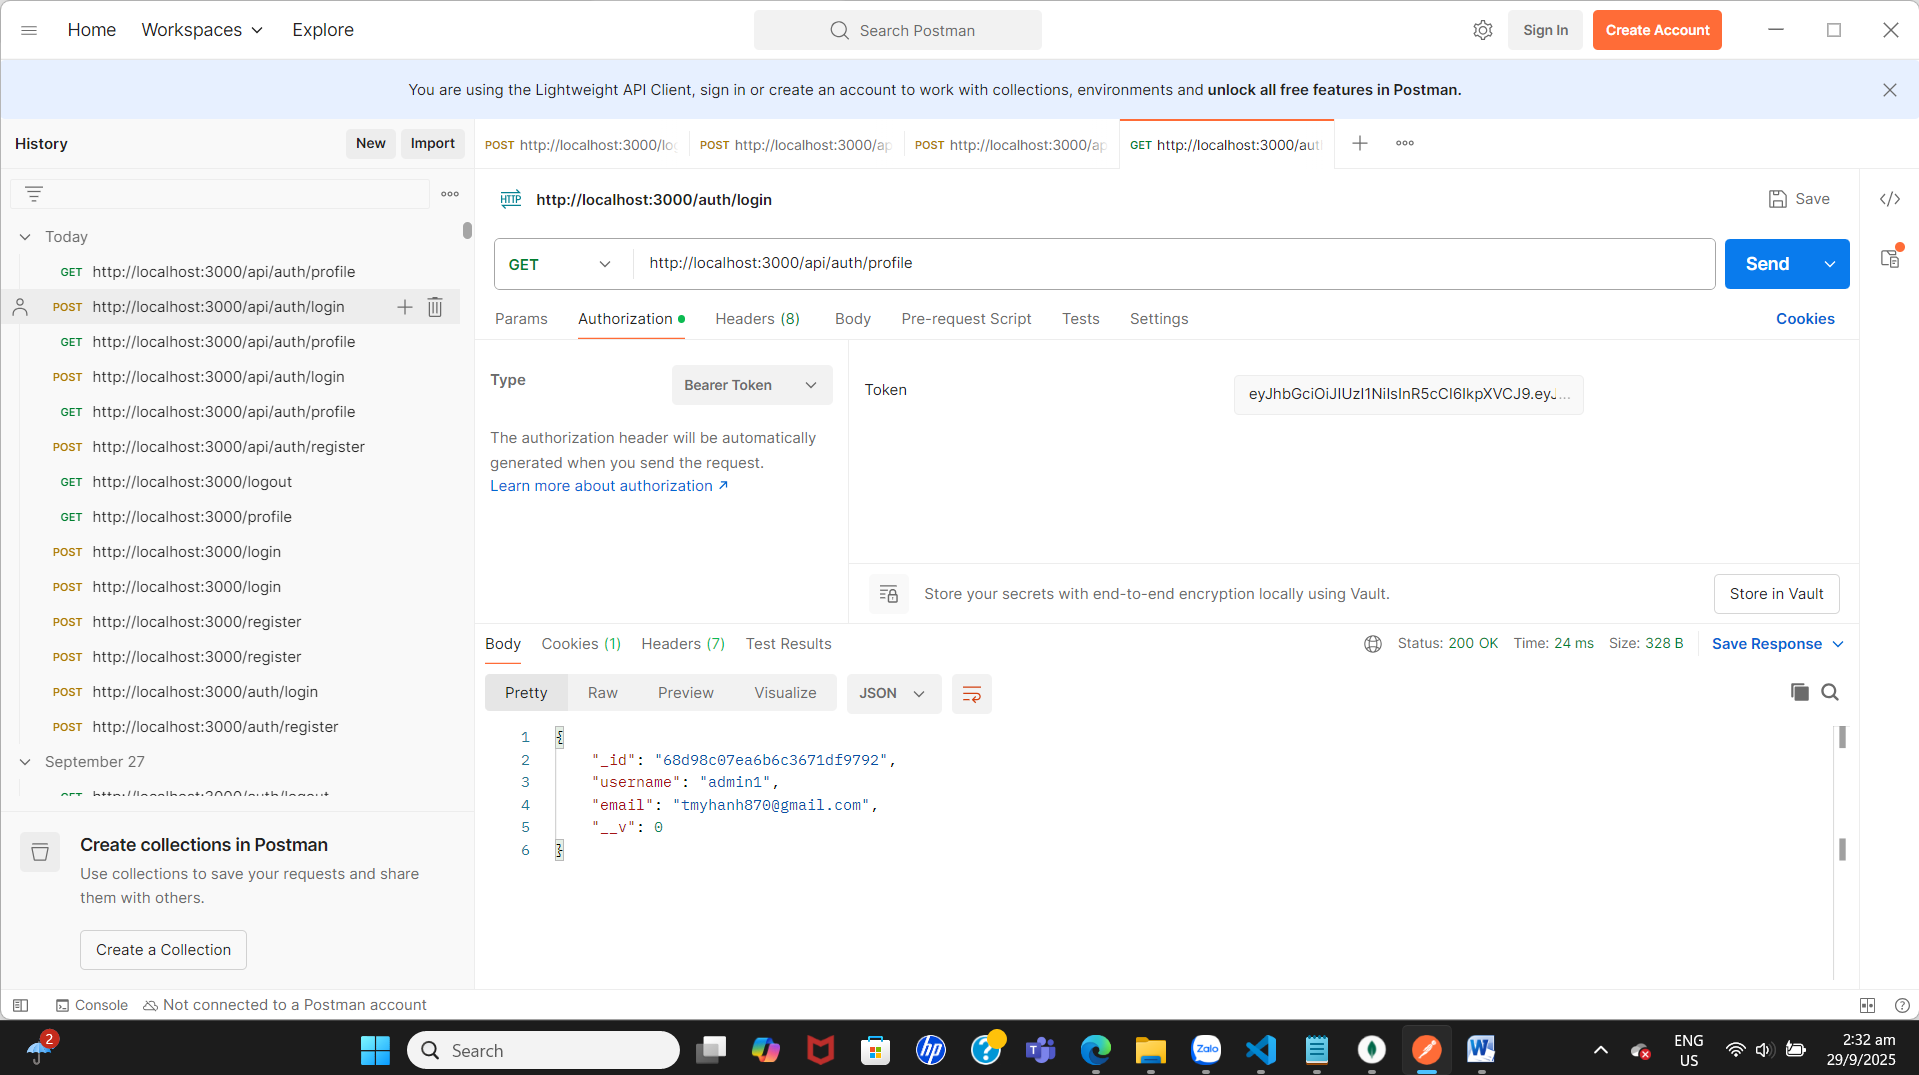 Home Workspaces Explore Search Postman Sign In Create Account
You are using the Lightweight API Client, sign in or create an account to work with collections, environments and unlock all free features in Postman.
History New Import
POST http://localhost:3000/log POST http://localhost:3000/ap POST http://localhost:3000/ap GET http://localhost:3000/aut
HTTP http://localhost:3000/auth/login Save
GET http://localhost:3000/api/auth/profile Send
Params Authorization Headers (8) Body Pre-request Script Tests Settings Cookies
Type Bearer Token
The authorization header will be automatically
generated when you send the request.
Learn more about authorization ↗
Token eyJhbGciOiJIUzI1NiIsInR5cCI6IkpXVCJ9.eyJ...
Store your secrets with end-to-end encryption locally using Vault. Store in Vault
Today
GET http://localhost:3000/api/auth/profile
POST http://localhost:3000/api/auth/login
GET http://localhost:3000/api/auth/profile
POST http://localhost:3000/api/auth/login
GET http://localhost:3000/api/auth/profile
POST http://localhost:3000/api/auth/register
GET http://localhost:3000/logout
GET http://localhost:3000/profile
POST http://localhost:3000/login
POST http://localhost:3000/login
POST http://localhost:3000/register
POST http://localhost:3000/register
POST http://localhost:3000/auth/login
POST http://localhost:3000/auth/register
September 27
GET http://localhost:3000/auth/logout
Create collections in Postman
Use collections to save your requests and share
them with others.
Create a Collection
Body Cookies (1) Headers (7) Test Results Status: 200 OK Time: 24 ms Size: 328 B Save Response
Pretty Raw Preview Visualize JSON
1 {
2 "_id": "68d98c07ea6b6c3671df9792",
3 "username": "admin1",
4 "email": "tmyhanh870@gmail.com",
5 "__v": 0
6 }
Console Not connected to a Postman account
2 Search hp ? T Zalo W ENG
US
2:32 am
29/9/2025